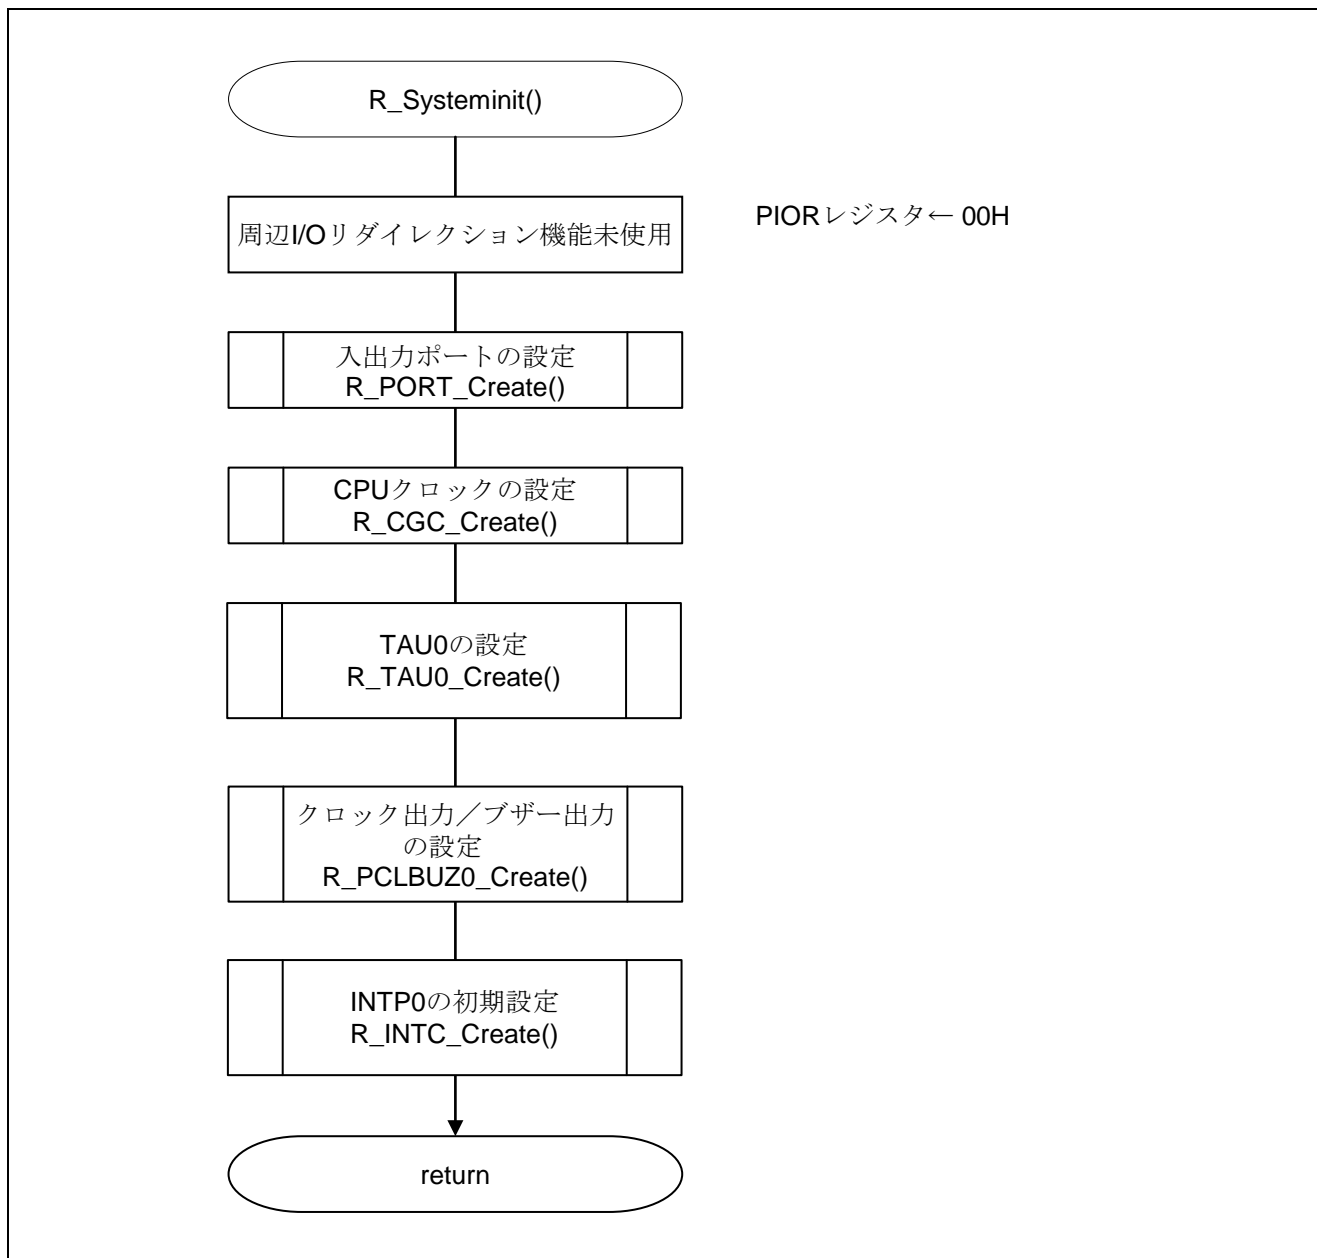 R_Systeminit()
周辺I/Oリダイレクション機能未使用
PIORレジスタ← 00H
入出力ポートの設定
R_PORT_Create()
CPUクロックの設定
R_CGC_Create()
TAU0の設定
R_TAU0_Create()
クロック出力／ブザー出力
の設定
R_PCLBUZ0_Create()
INTP0の初期設定
R_INTC_Create()
return